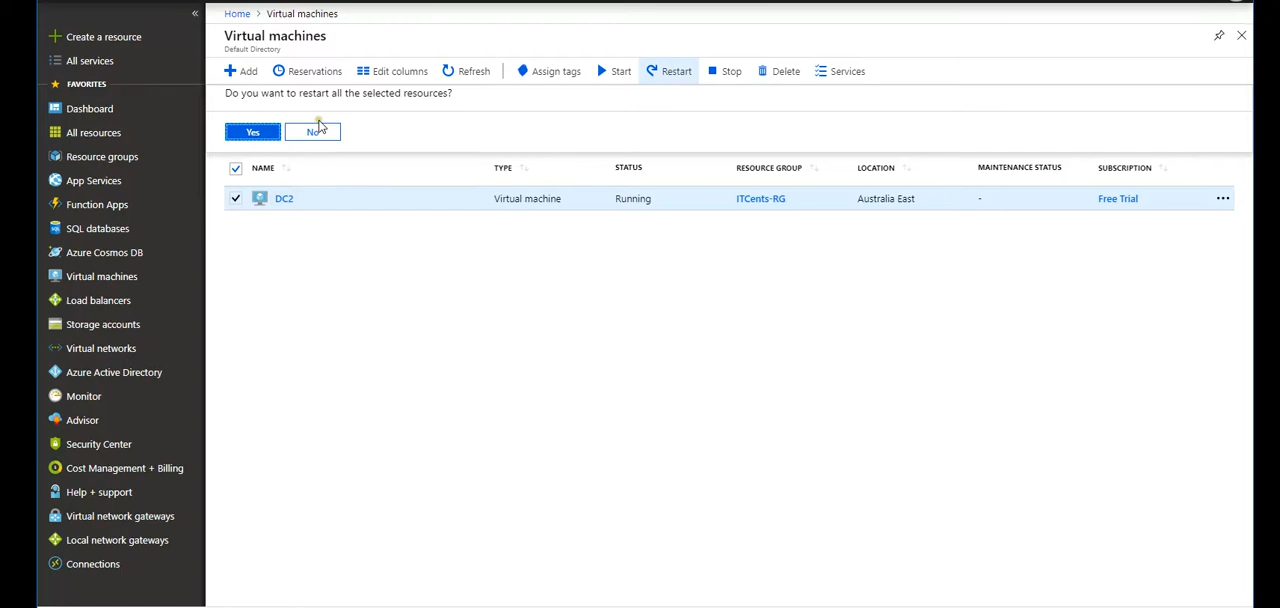 Home > Virtual machines
Virtual machines
Default Directory
Add Reservations Edit columns Refresh Assign tags Start Restart Stop Delete Services
Do you want to restart all the selected resources?
Yes No
NAME TYPE STATUS RESOURCE GROUP LOCATION MAINTENANCE STATUS SUBSCRIPTION
DC2 Virtual machine Running ITCents-RG Australia East - Free Trial
Create a resource
All services
FAVORITES
Dashboard
All resources
Resource groups
App Services
Function Apps
SQL databases
Azure Cosmos DB
Virtual machines
Load balancers
Storage accounts
Virtual networks
Azure Active Directory
Monitor
Advisor
Security Center
Cost Management + Billing
Help + support
Virtual network gateways
Local network gateways
Connections